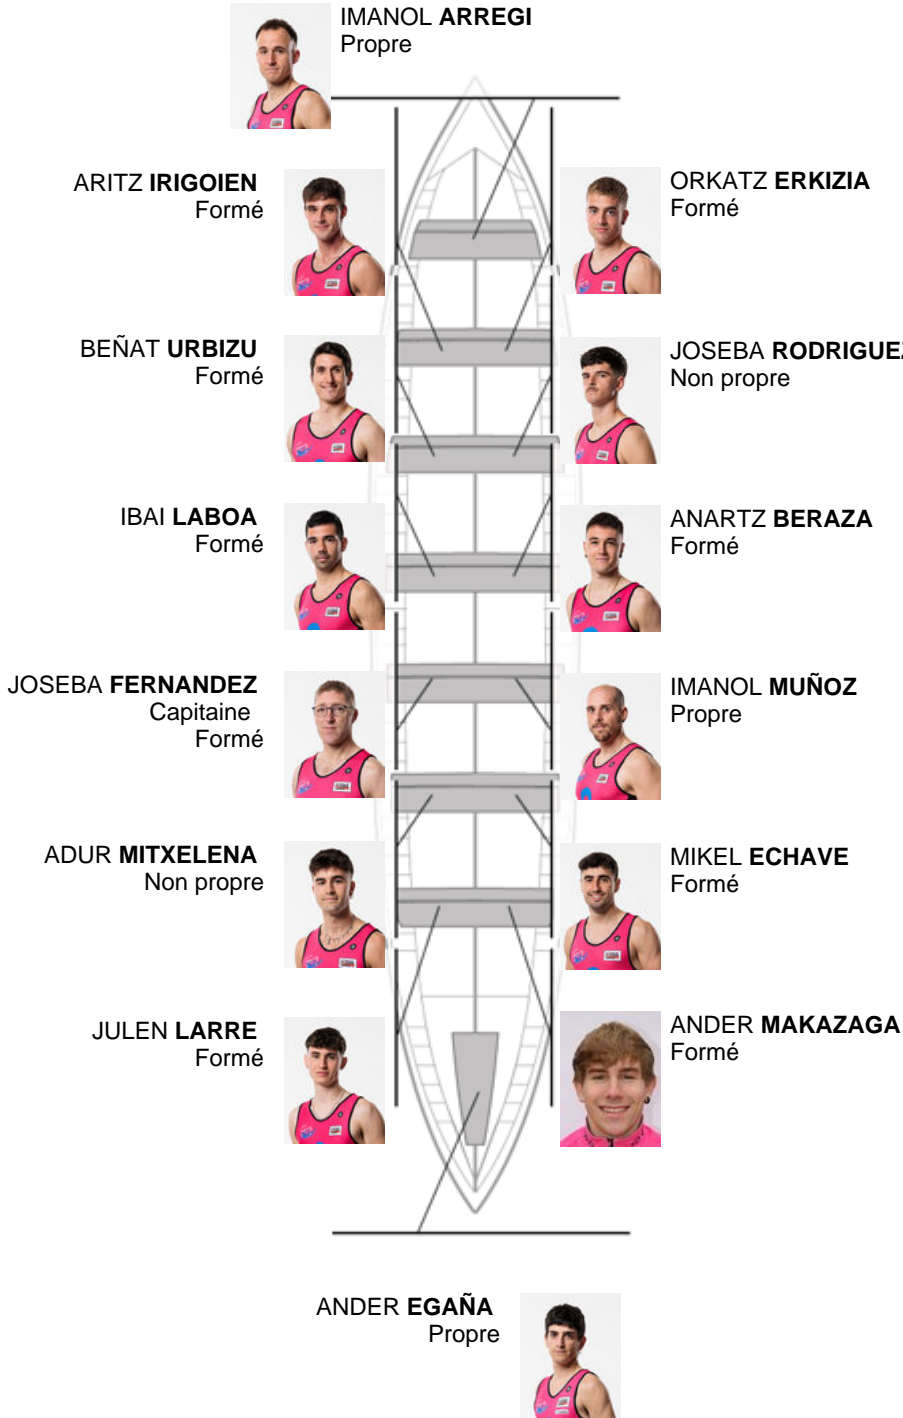 IMANOL ARREGI
Propre
ARITZ IRIGOIEN
Formé
ORKATZ ERKIZIA
Formé
BEÑAT URBIZU
Formé
JOSEBA RODRIGUEZ
Non propre
IBAI LABOA
Formé
ANARTZ BERAZA
Formé
JOSEBA FERNANDEZ
Capitaine
Formé
IMANOL MUÑOZ
Propre
ADUR MITXELENA
Non propre
MIKEL ECHAVE
Formé
JULEN LARRE
Formé
ANDER MAKAZAGA
Formé
ANDER EGAÑA
Propre